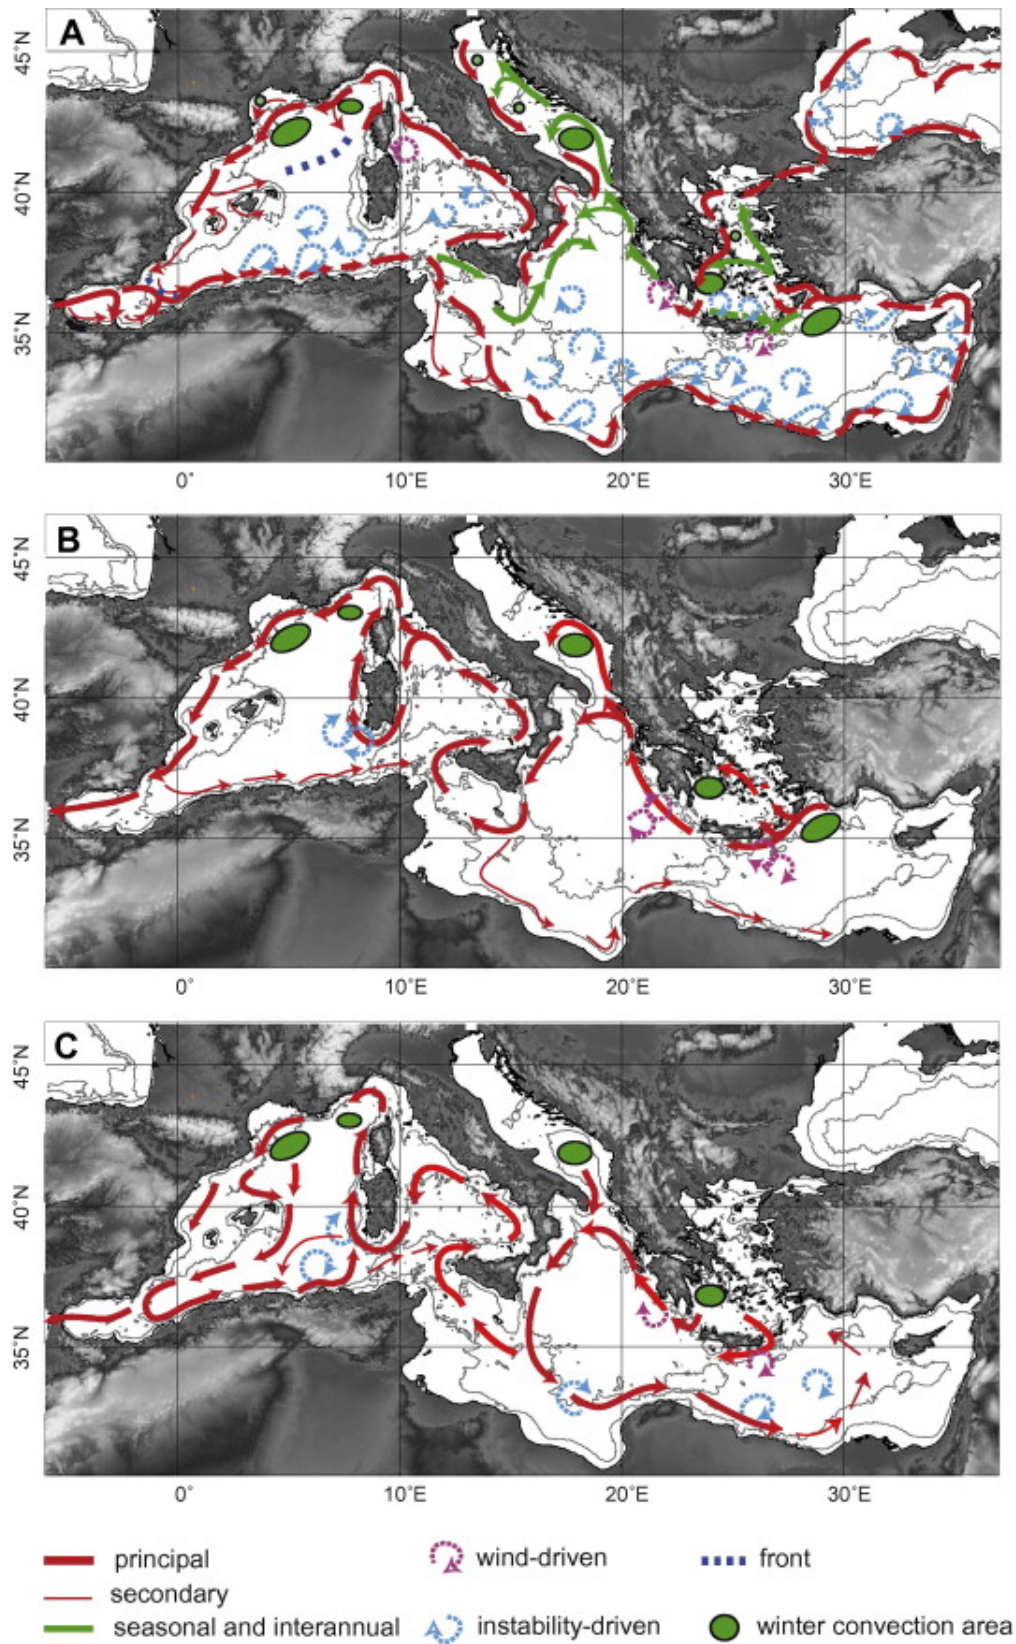 A
45°N
40°N
35°N
0°
10°E
20°E
30°E
B
45°N
40°N
35°N
0°
10°E
20°E
30°E
C
45°N
40°N
35°N
0°
10°E
20°E
30°E
principal
wind-driven
front
secondary
seasonal and interannual
instability-driven
winter convection area